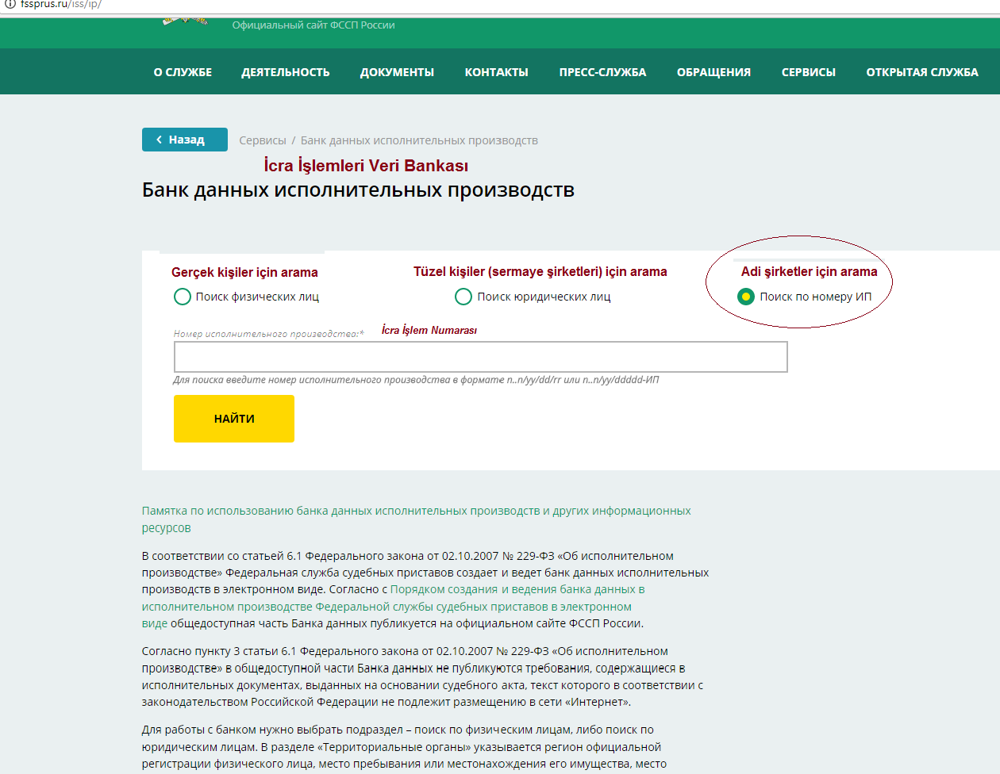 fssprus.ru/iss/ip/
Официальный сайт ФССП России
О СЛУЖБЕ ДЕЯТЕЛЬНОСТЬ ДОКУМЕНТЫ КОНТАКТЫ ПРЕСС-СЛУЖБА ОБРАЩЕНИЯ СЕРВИСЫ ОТКРЫТАЯ СЛУЖБА
Назад Сервисы / Банк данных исполнительных производств
İcra İşlemleri Veri Bankası
Банк данных исполнительных производств
Gerçek kişiler için arama Tüzel kişiler (sermaye şirketleri) için arama Adi şirketler için arama
Поиск физических лиц Поиск юридических лиц Поиск по номеру ИП
Номер исполнительного производства:* İcra İşlem Numarası
Для поиска введите номер исполнительного производства в формате n..n/yy/dd/rr или n..n/yy/ddddd-ИП
НАЙТИ
Памятка по использованию банка данных исполнительных производств и других информационных
ресурсов
В соответствии со статьей 6.1 Федерального закона от 02.10.2007 № 229-ФЗ «Об исполнительном
производстве» Федеральная служба судебных приставов создает и ведет банк данных исполнительных
производств в электронном виде. Согласно с Порядком создания и ведения банка данных в
исполнительном производстве Федеральной службы судебных приставов в электронном
виде общедоступная часть Банка данных публикуется на официальном сайте ФССП России.
Согласно пункту 3 статьи 6.1 Федерального закона от 02.10.2007 № 229-ФЗ «Об исполнительном
производстве» в общедоступной части Банка данных не публикуются требования, содержащиеся в
исполнительных документах, выданных на основании судебного акта, текст которого в соответствии с
законодательством Российской Федерации не подлежит размещению в сети «Интернет».
Для работы с банком нужно выбрать подраздел – поиск по физическим лицам, либо поиск по
юридическим лицам. В разделе «Территориальные органы» указывается регион официальной
регистрации физического лица, место пребывания или местонахождения его имущества, место